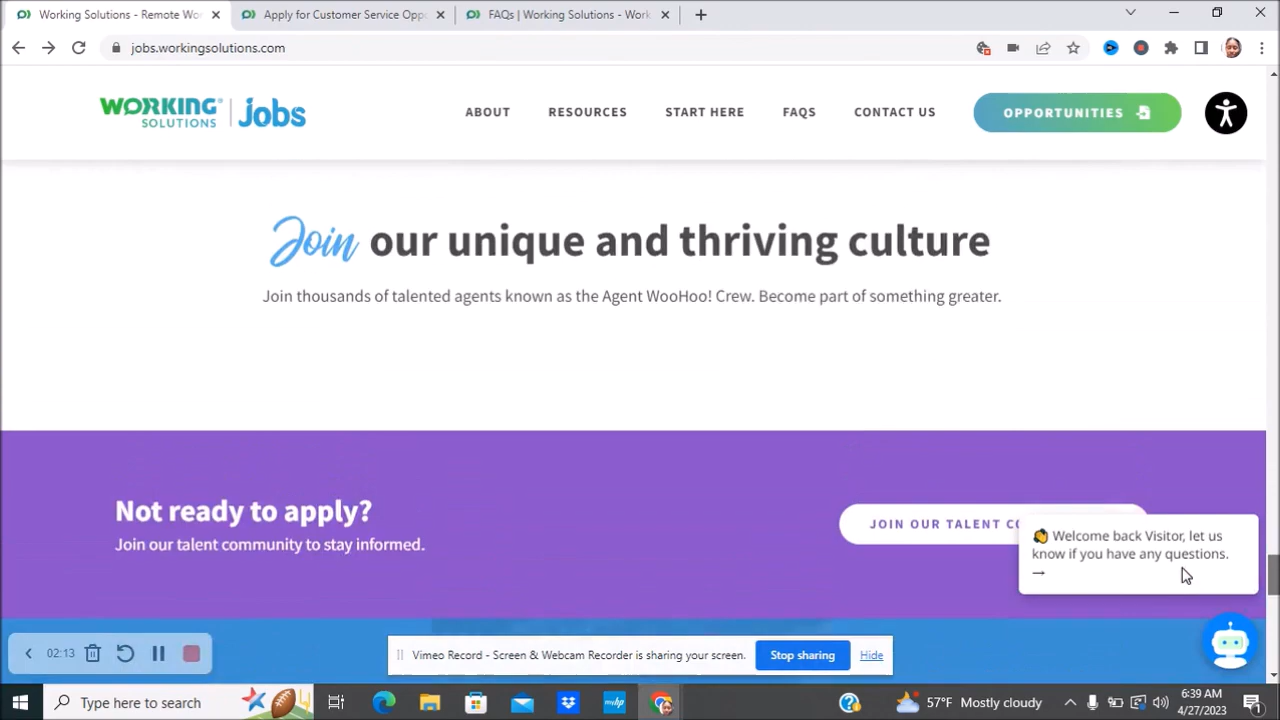 Working Solutions - Remote Wor
Apply for Customer Service Oppo
FAQs | Working Solutions - Work
jobs.workingsolutions.com
WORKING SOLUTIONS | jobs
ABOUT
RESOURCES
START HERE
FAQS
CONTACT US
OPPORTUNITIES
Join our unique and thriving culture
Join thousands of talented agents known as the Agent WooHoo! Crew. Become part of something greater.
Not ready to apply?
Join our talent community to stay informed.
JOIN OUR TALENT CO
Welcome back Visitor, let us
know if you have any questions.
→
02:13
Vimeo Record - Screen & Webcam Recorder is sharing your screen.
Stop sharing
Hide
Type here to search
myhp
57°F Mostly cloudy
6:39 AM
4/27/2023
1